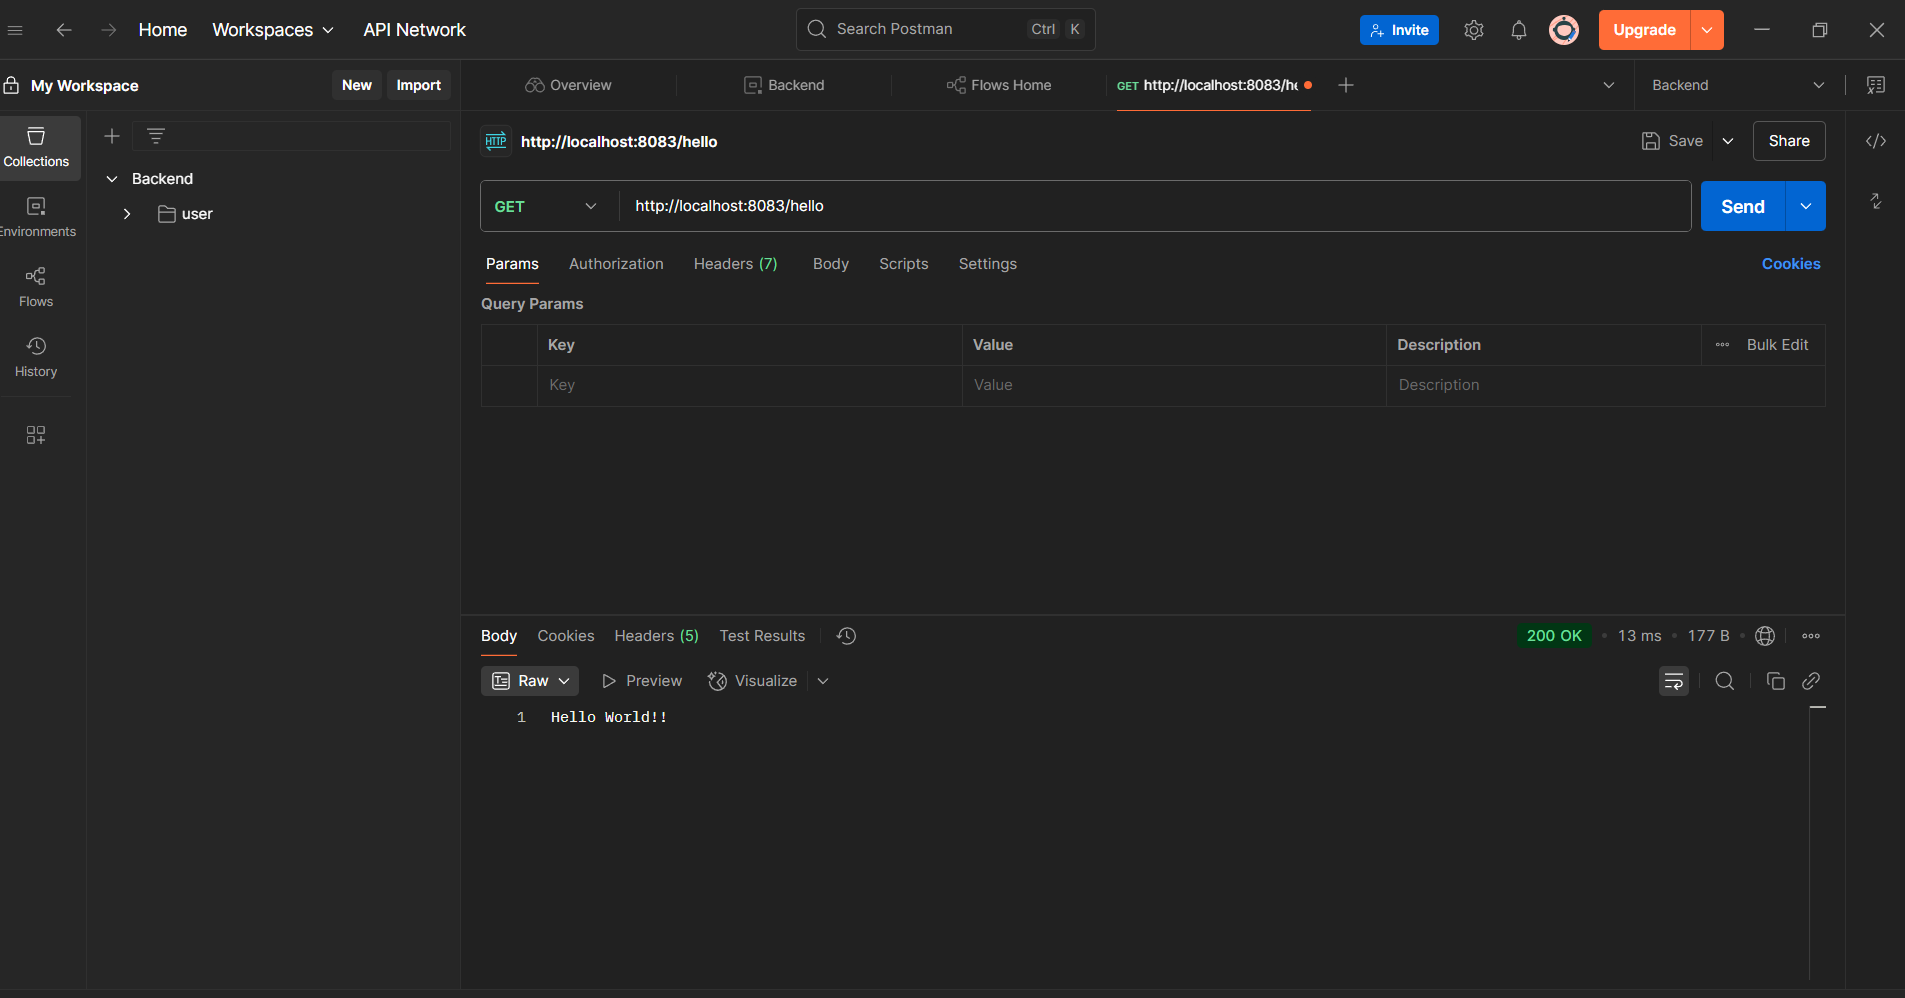 Home Workspaces API Network Search Postman Ctrl K Invite Upgrade
My Workspace New Import Overview Backend Flows Home GET http://localhost:8083/he Backend
Collections
Environments
Flows
History
Backend
user
HTTP http://localhost:8083/hello Save Share
GET http://localhost:8083/hello Send
Params Authorization Headers (7) Body Scripts Settings Cookies
Query Params
Key Value Description Bulk Edit
Key Value Description
Body Cookies Headers (5) Test Results 200 OK 13 ms 177 B
Raw Preview Visualize
1 Hello World!!